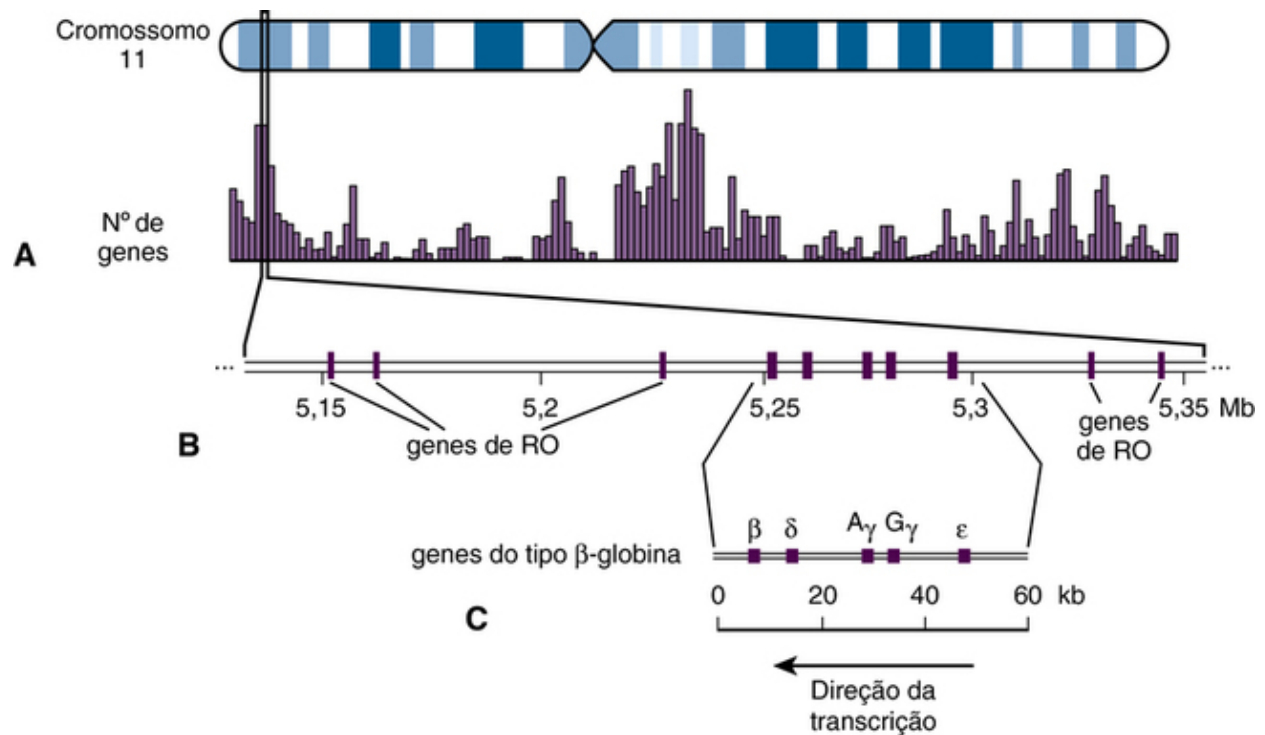 Cromossomo
11
Nº de
genes
A
...
...
5,15
5,2
5,25
5,3
5,35 Mb
genes de RO
genes
de RO
B
β
δ
Aγ
Gγ
ε
genes do tipo β-globina
0
20
40
60 kb
C
Direção da
transcrição